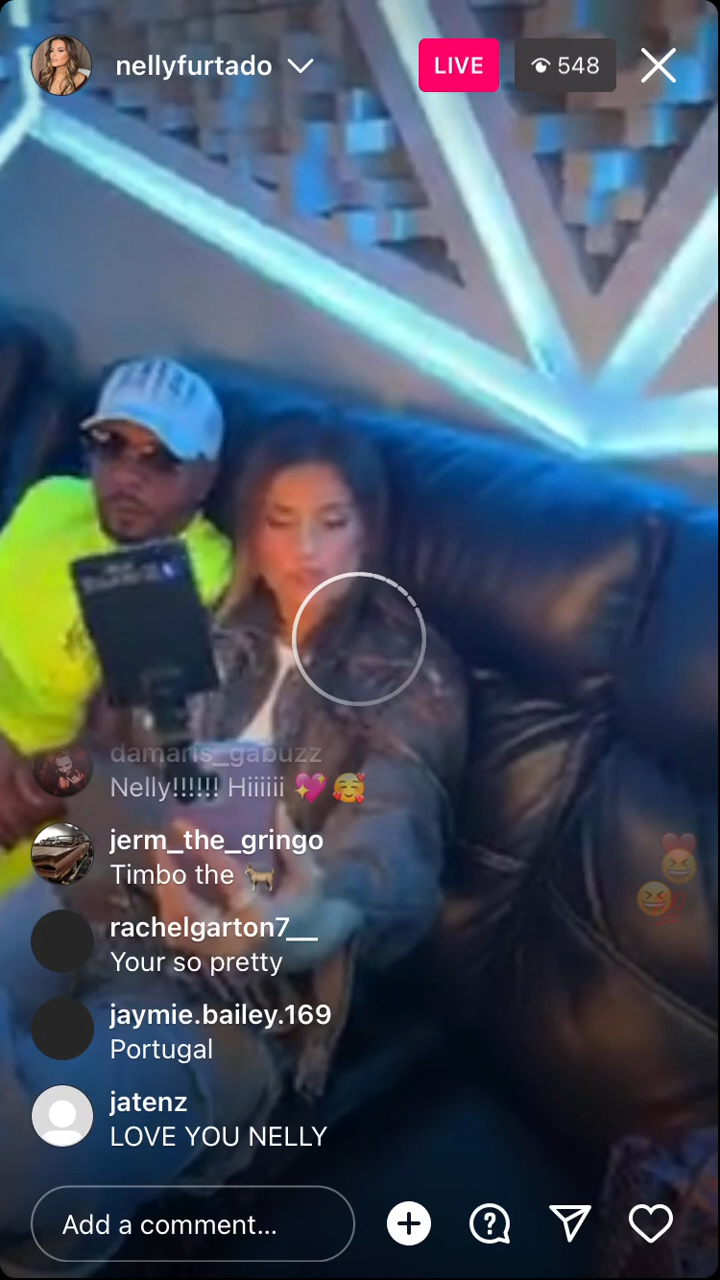 nellyfurtado
LIVE
548
damaris_gabuzz
Nelly!!!!!! Hiiiiii 💖 🥰
jerm_the_gringo
Timbo the 🐐
rachelgarton7__
Your so pretty
jaymie.bailey.169
Portugal
jatenz
LOVE YOU NELLY
Add a comment...